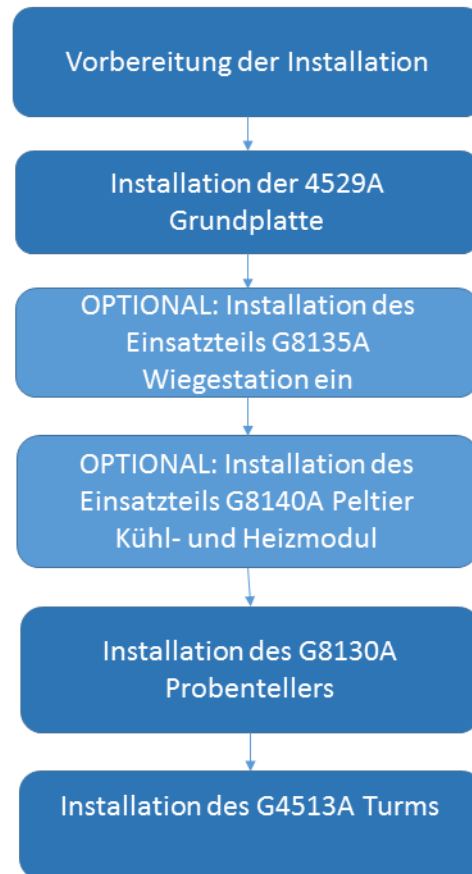 Vorbereitung der Installation
Installation der 4529A
Grundplatte
OPTIONAL: Installation des
Einsatzteils G8135A
Wiegestation ein
OPTIONAL: Installation des
Einsatzteils G8140A Peltier
Kühl- und Heizmodul
Installation des G8130A
Probentellers
Installation des G4513A Turms